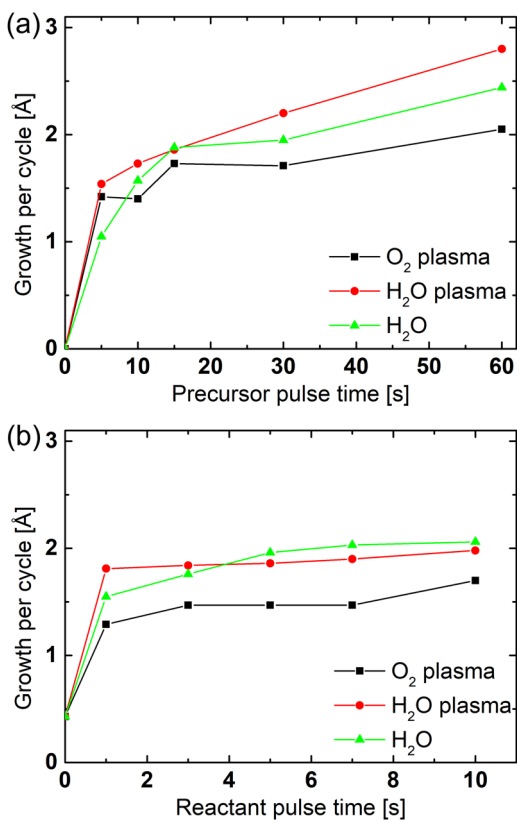 (a)
Growth per cycle [Å]
3
2
1
0
O₂ plasma
H₂O plasma
H₂O
0 10 20 30 40 50 60
Precursor pulse time [s]
(b)
Growth per cycle [Å]
3
2
1
0
O₂ plasma
H₂O plasma
H₂O
0 2 4 6 8 10
Reactant pulse time [s]